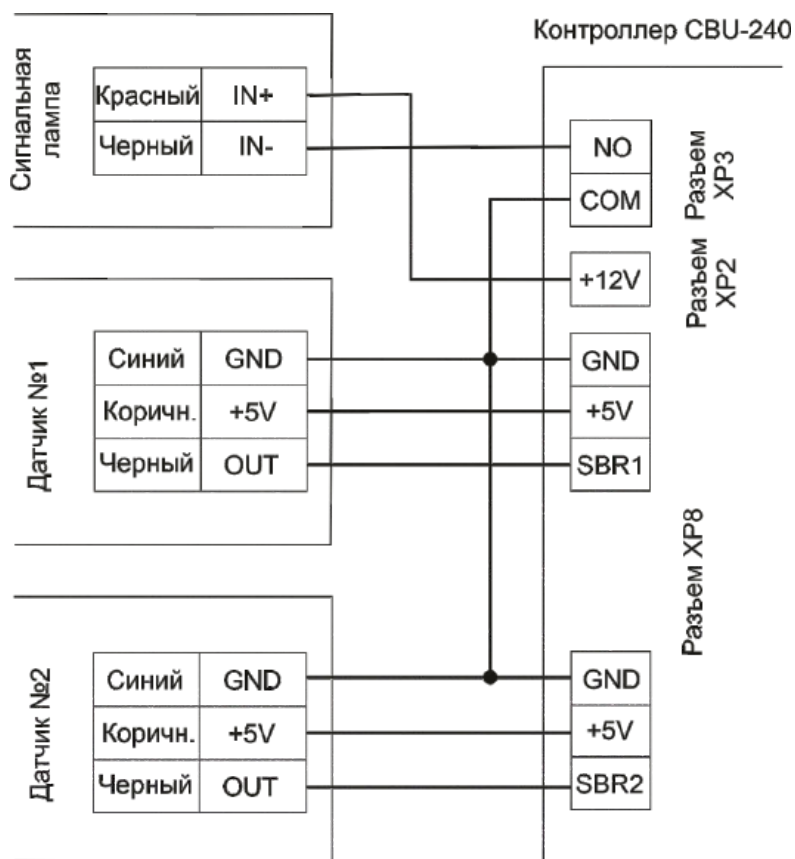 Контроллер CBU-240
Сигнальная
лампа
Красный IN+
Черный IN-
NO
COM
Разъем
XP3
+12V
Разъем
XP2
Датчик №1
Синий GND
Коричн. +5V
Черный OUT
GND
+5V
SBR1
Разъем XP8
Датчик №2
Синий GND
Коричн. +5V
Черный OUT
GND
+5V
SBR2